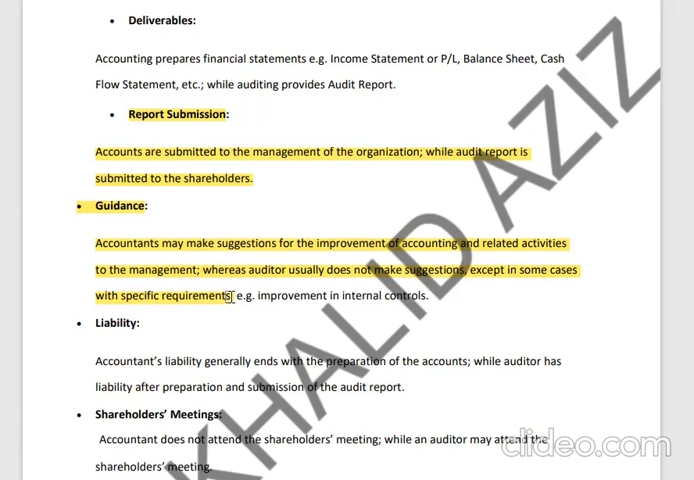 • Deliverables:
Accounting prepares financial statements e.g. Income Statement or P/L, Balance Sheet, Cash
Flow Statement, etc.; while auditing provides Audit Report.
• Report Submission:
Accounts are submitted to the management of the organization; while audit report is
submitted to the shareholders.
• Guidance:
Accountants may make suggestions for the improvement of accounting and related activities
to the management; whereas auditor usually does not make suggestions, except in some cases
with specific requirements e.g. improvement in internal controls.
• Liability:
Accountant's liability generally ends with the preparation of the accounts; while auditor has
liability after preparation and submission of the audit report.
• Shareholders' Meetings:
Accountant does not attend the shareholders' meeting; while an auditor may attend the
shareholders' meeting.
KHALID AZIZ
clideo.com